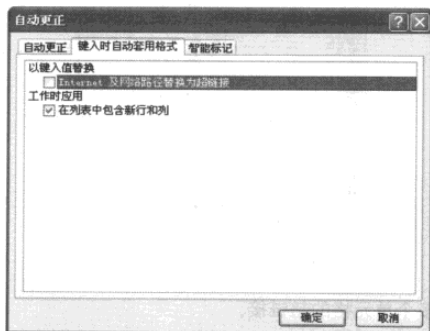 自动更正
自动更正 键入时自动套用格式 智能标记
以键入值替换
Internet 及网络路径替换为超链接
工作时应用
在列表中包含新行和列
确定 取消